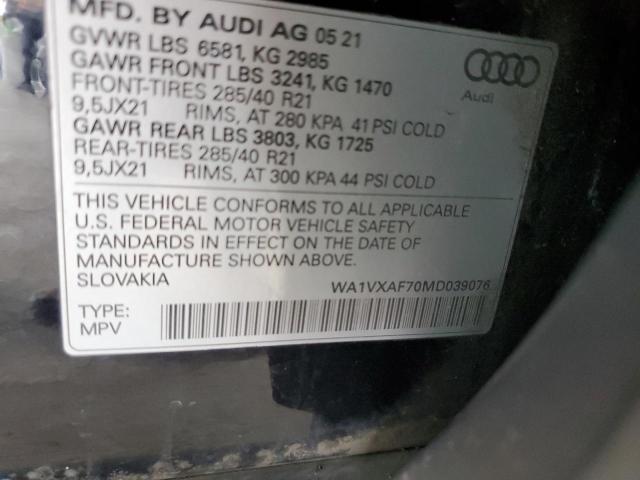 MFD. BY AUDI AG 05 21
GVWR LBS 6581, KG 2985
GAWR FRONT LBS 3241, KG 1470
FRONT-TIRES 285/40 R21
9,5JX21 RIMS, AT 280 KPA 41 PSI COLD
GAWR REAR LBS 3803, KG 1725
REAR-TIRES 285/40 R21
9,5JX21 RIMS, AT 300 KPA 44 PSI COLD
Audi
THIS VEHICLE CONFORMS TO ALL APPLICABLE
U.S. FEDERAL MOTOR VEHICLE SAFETY
STANDARDS IN EFFECT ON THE DATE OF
MANUFACTURE SHOWN ABOVE.
SLOVAKIA
WA1VXAF70MD039076
TYPE:
MPV